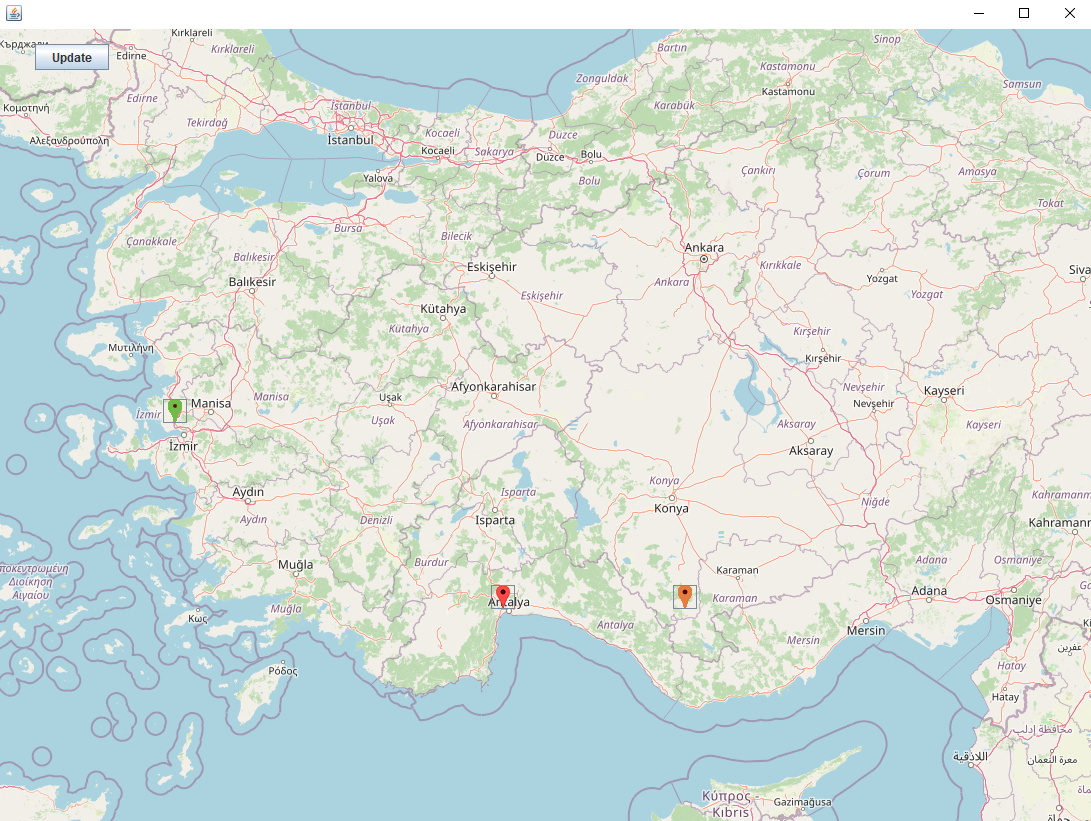 Kırklareli
Кърджали
Update
Edirne
Kırklareli
Bartın
Sinop
Zonguldak
Kastamonu
Kastamonu
Samsun
Edirne
Κομοτηνή
Tekirdağ
İstanbul
İstanbul
Karabük
Αλεξανδρούπολη
Kocaeli
Kocaeli
Sakarya
Düzce
Düzce
Bolu
Bolu
Çankırı
Çorum
Amasya
Yalova
Tokat
Çanakkale
Bursa
Bilecik
Ankara
Balıkesir
Eskişehir
Kırıkkale
Balıkesir
Ankara
Yozgat
Siva
Eskişehir
Yozgat
Kütahya
Kütahya
Kırşehir
Μυτιλήνη
Kırşehir
Afyonkarahisar
Nevşehir
Kayseri
Manisa
Manisa
Uşak
Nevşehir
İzmir
Uşak
Afyonkarahisar
Aksaray
Kayseri
İzmir
Aksaray
Konya
Aydın
Isparta
Konya
Niğde
Kahramanm
Aydın
Denizli
Isparta
Kahramanm
Muğla
Burdur
Karaman
Adana
Osmaniye
ποκεντρωμένη
Διοίκηση
Αιγαίου
Antalya
Karaman
Adana
Osmaniye
Muğla
Κως
Antalya
Mersin
Mersin
عفرين
Ρόδος
Hatay
Hatay
محافظة إدلب
اللاذقية
معرة النعمان
Κύπρος -
Kıbrıs
Gazimağusa
حماة